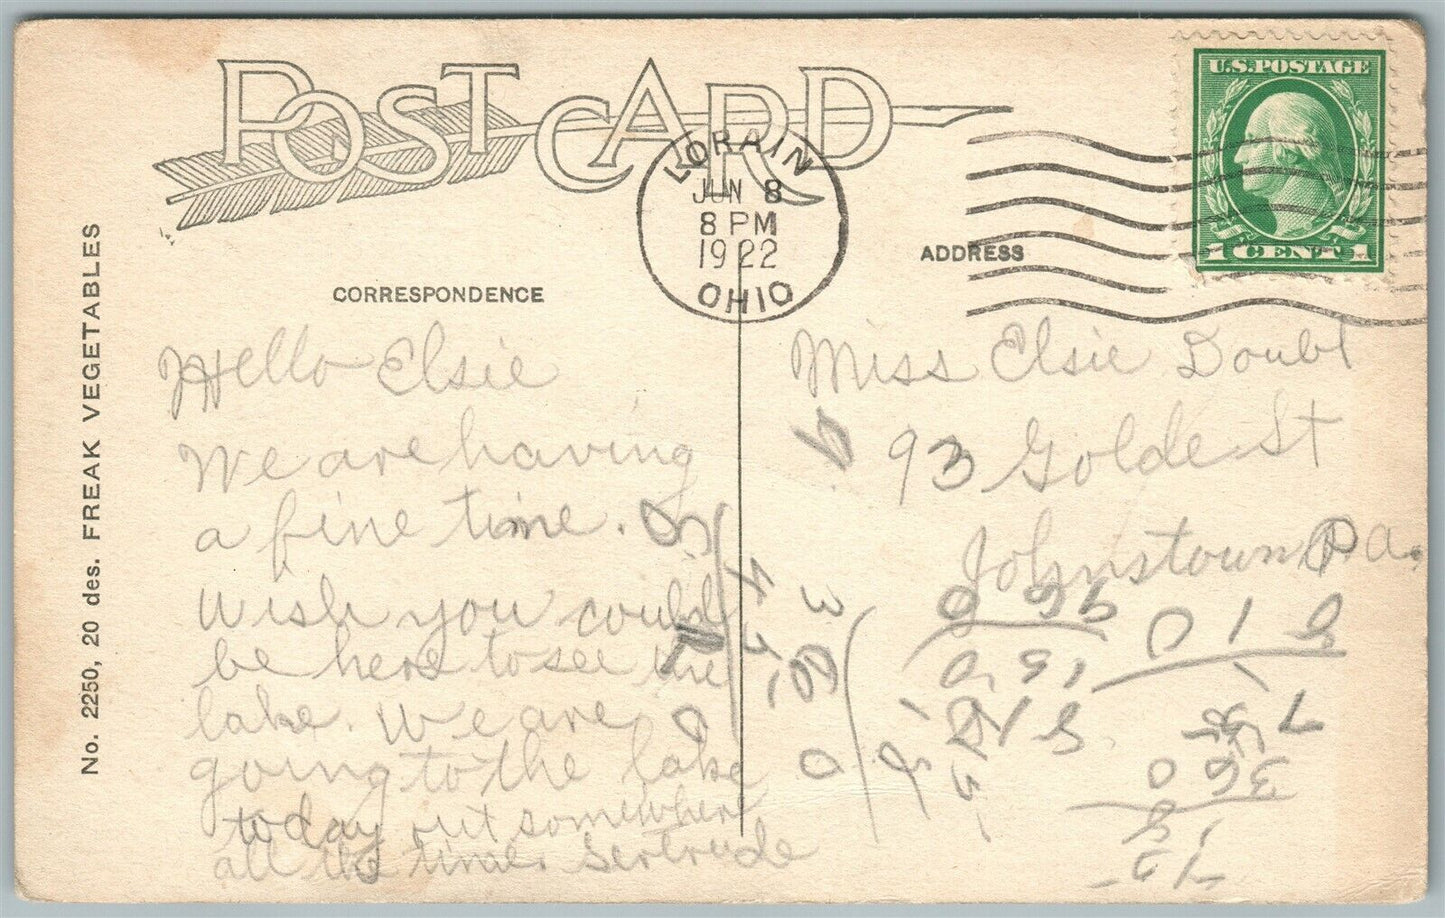 POST CARD
LORAIN
JUN 8
8 PM
1922
OHIO
U.S. POSTAGE
1 CENT 1
CORRESPONDENCE
ADDRESS
No. 2250, 20 des. FREAK VEGETABLES
Hello Elsie
We are having
a fine time.
Wish you could
be here to see the
lake. We are
going to the lake
today out somewhere
all the time. Gertrude
Miss Elsie Doubt
93 Golde St
Johnstown Pa.